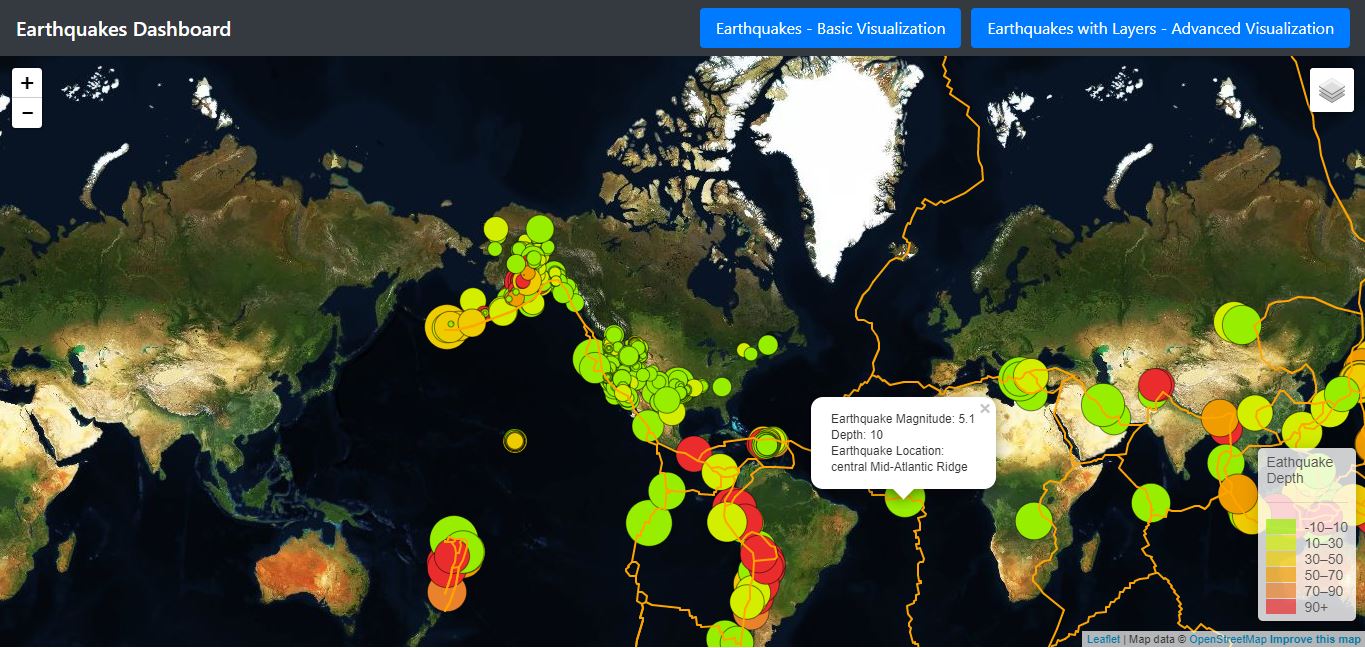 Earthquakes Dashboard
Earthquakes - Basic Visualization
Earthquakes with Layers - Advanced Visualization
+
−
×
Earthquake Magnitude: 5.1
Depth: 10
Earthquake Location:
central Mid-Atlantic Ridge
Eathquake
Depth
-10–10
10–30
30–50
50–70
70–90
90+
Leaflet | Map data © OpenStreetMap Improve this map